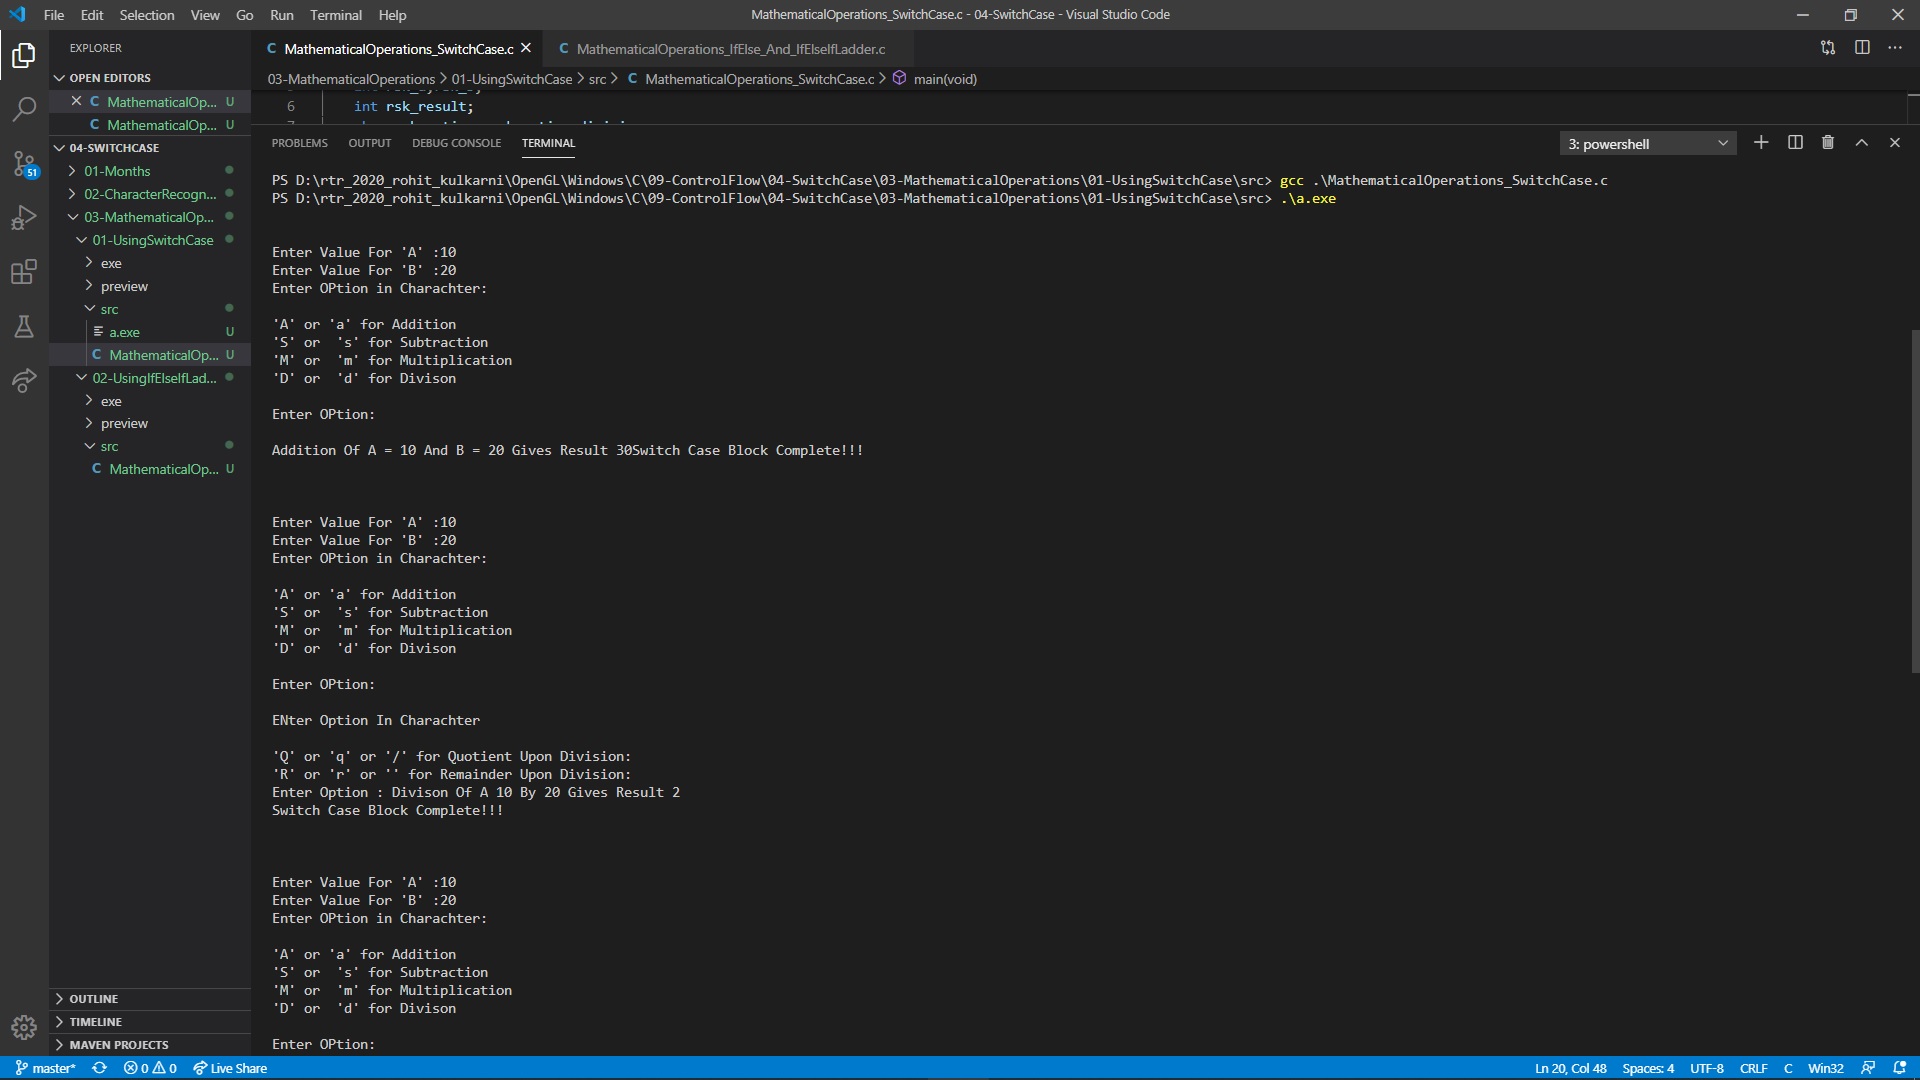 File Edit Selection View Go Run Terminal Help
MathematicalOperations_SwitchCase.c - 04-SwitchCase - Visual Studio Code
EXPLORER
OPEN EDITORS
MathematicalOp... U
MathematicalOp... U
04-SWITCHCASE
01-Months
02-CharacterRecogn...
03-MathematicalOp...
01-UsingSwitchCase
exe
preview
src
a.exe U
MathematicalOp... U
02-UsingIfElseIfLad...
exe
preview
src
MathematicalOp... U
OUTLINE
TIMELINE
MAVEN PROJECTS
51
MathematicalOperations_SwitchCase.c
MathematicalOperations_IfElse_And_IfElseIfLadder.c
03-MathematicalOperations > 01-UsingSwitchCase > src > C MathematicalOperations_SwitchCase.c > main(void)
6 int rsk_result;
PROBLEMS OUTPUT DEBUG CONSOLE TERMINAL
3: powershell
PS D:\rtr_2020_rohit_kulkarni\OpenGL\Windows\C\09-ControlFlow\04-SwitchCase\03-MathematicalOperations\01-UsingSwitchCase\src> gcc .\MathematicalOperations_SwitchCase.c
PS D:\rtr_2020_rohit_kulkarni\OpenGL\Windows\C\09-ControlFlow\04-SwitchCase\03-MathematicalOperations\01-UsingSwitchCase\src> .\a.exe
Enter Value For 'A' :10
Enter Value For 'B' :20
Enter OPtion in Charachter:
'A' or 'a' for Addition
'S' or  's' for Subtraction
'M' or  'm' for Multiplication
'D' or  'd' for Divison
Enter OPtion:
Addition Of A = 10 And B = 20 Gives Result 30Switch Case Block Complete!!!
Enter Value For 'A' :10
Enter Value For 'B' :20
Enter OPtion in Charachter:
'A' or 'a' for Addition
'S' or  's' for Subtraction
'M' or  'm' for Multiplication
'D' or  'd' for Divison
Enter OPtion:
ENter Option In Charachter
'Q' or 'q' or '/' for Quotient Upon Division:
'R' or 'r' or '' for Remainder Upon Division:
Enter Option : Divison Of A 10 By 20 Gives Result 2
Switch Case Block Complete!!!
Enter Value For 'A' :10
Enter Value For 'B' :20
Enter OPtion in Charachter:
'A' or 'a' for Addition
'S' or  's' for Subtraction
'M' or  'm' for Multiplication
'D' or  'd' for Divison
Enter OPtion:
master* 0 0 Live Share
Ln 20, Col 48 Spaces: 4 UTF-8 CRLF C Win32